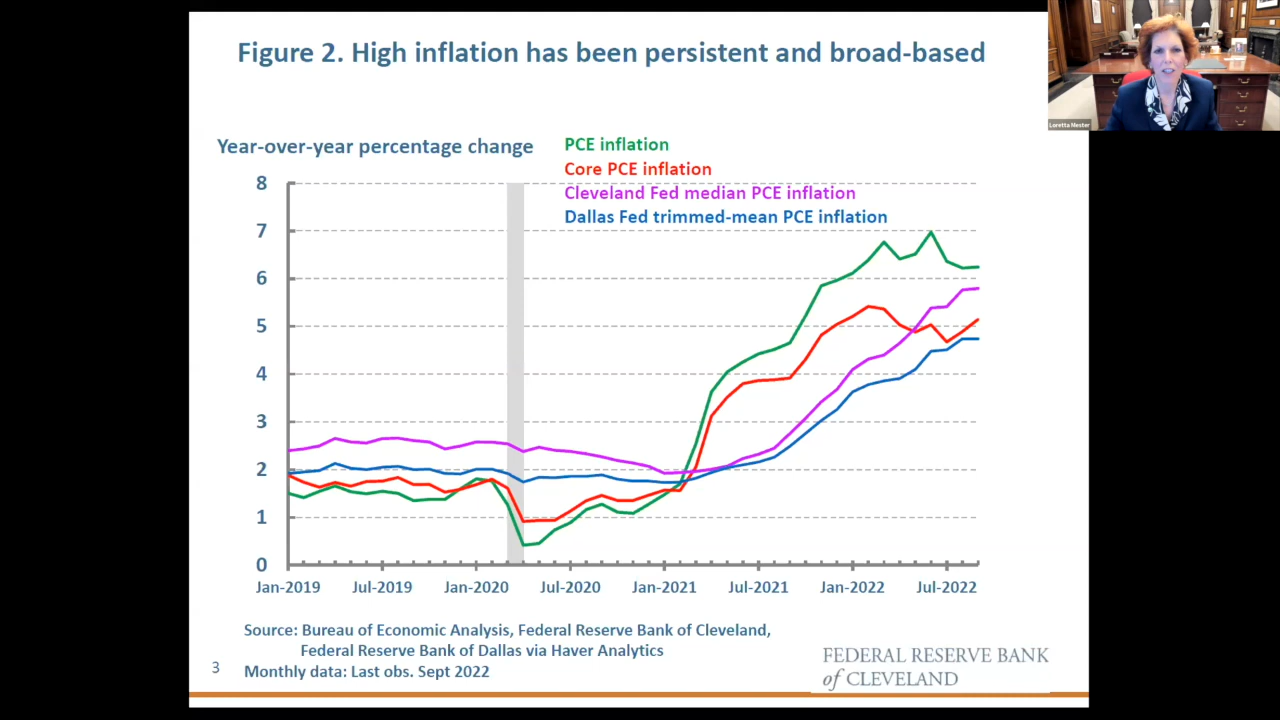 Figure 2. High inflation has been persistent and broad-based
Loretta Mester
Year-over-year percentage change
PCE inflation
Core PCE inflation
Cleveland Fed median PCE inflation
Dallas Fed trimmed-mean PCE inflation
8
7
6
5
4
3
2
1
0
Jan-2019 Jul-2019 Jan-2020 Jul-2020 Jan-2021 Jul-2021 Jan-2022 Jul-2022
Source: Bureau of Economic Analysis, Federal Reserve Bank of Cleveland,
Federal Reserve Bank of Dallas via Haver Analytics
Monthly data: Last obs. Sept 2022
3
FEDERAL RESERVE BANK
of CLEVELAND